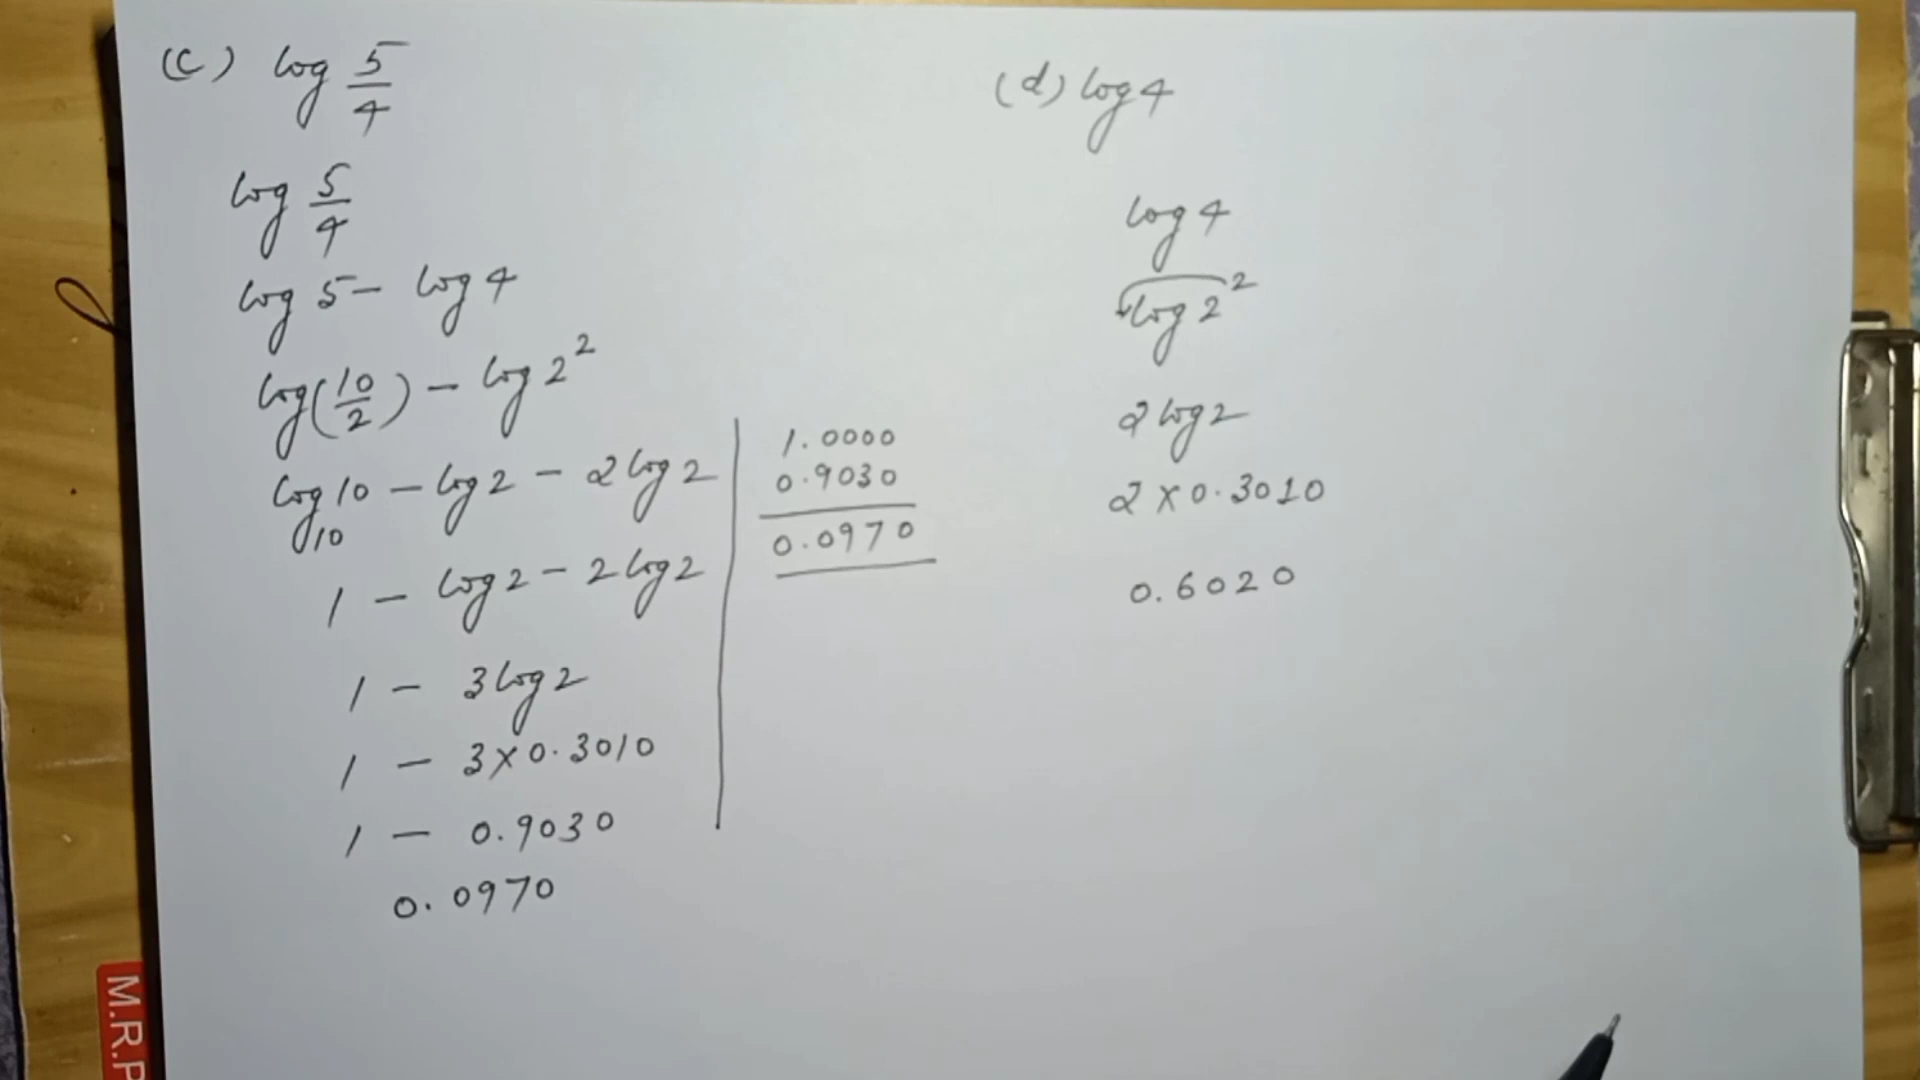 (c) log 5/4
log 5/4
log 5 - log 4
log(10/2) - log 2²
log₁₀10 - log 2 - 2 log 2
1 - log 2 - 2 log 2
1 - 3 log 2
1 - 3 × 0.3010
1 - 0.9030
0.0970
1.0000
0.9030
0.0970
(d) log 4
log 4
log 2²
2 log 2
2 × 0.3010
0.6020
M.R.P